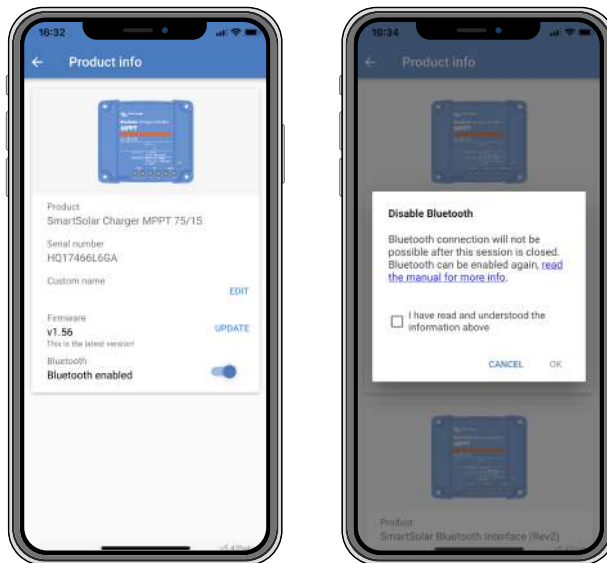 16:32
Product info
MPPT
Product
SmartSolar Charger MPPT 75/15
Serial number
HQ17466L6GA
Custom name
EDIT
Firmware
v1.56
UPDATE
This is the latest version!
Bluetooth
Bluetooth enabled
16:34
Product info
Disable Bluetooth
Bluetooth connection will not be
possible after this session is closed.
Bluetooth can be enabled again, read
the manual for more info.
I have read and understood the
information above
CANCEL
OK
Product
SmartSolar Bluetooth Interface (Rev2)